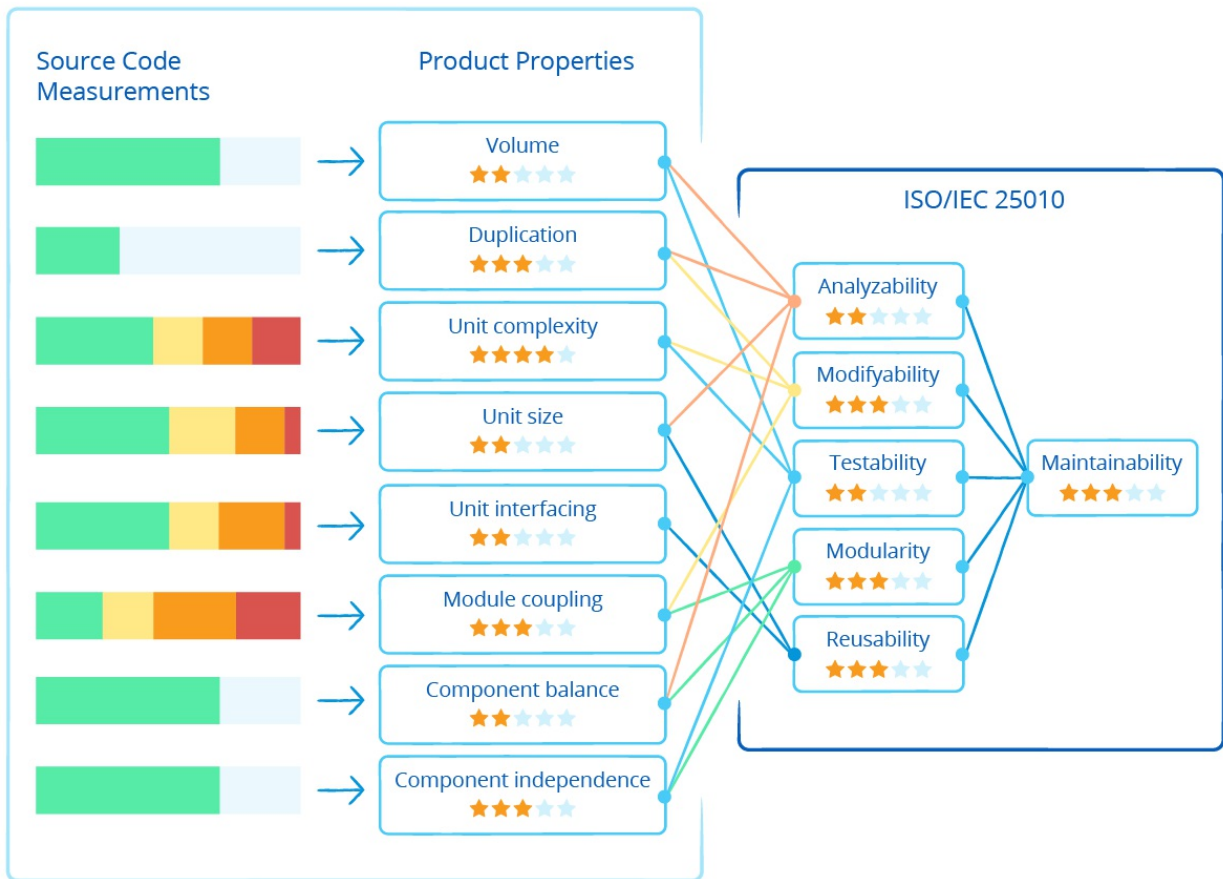 Source Code
Measurements
Product Properties
Volume
Duplication
Unit complexity
Unit size
Unit interfacing
Module coupling
Component balance
Component independence
ISO/IEC 25010
Analyzability
Modifyability
Testability
Modularity
Reusability
Maintainability